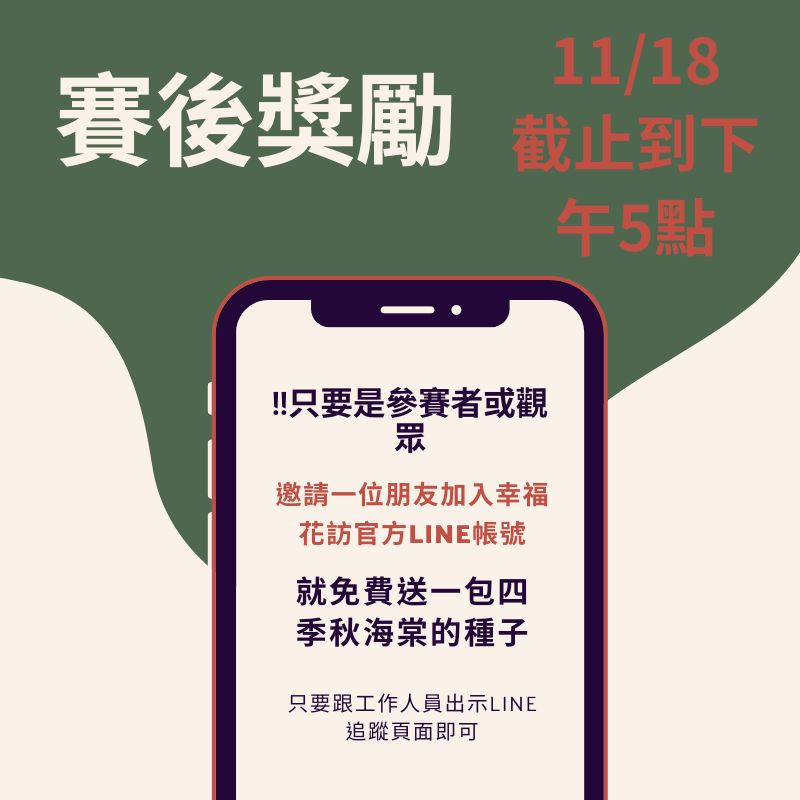 賽後獎勵
11/18
截止到下
午5點
!!只要是參賽者或觀
眾
邀請一位朋友加入幸福
花訪官方LINE帳號
就免費送一包四
季秋海棠的種子
只要跟工作人員出示LINE
追蹤頁面即可